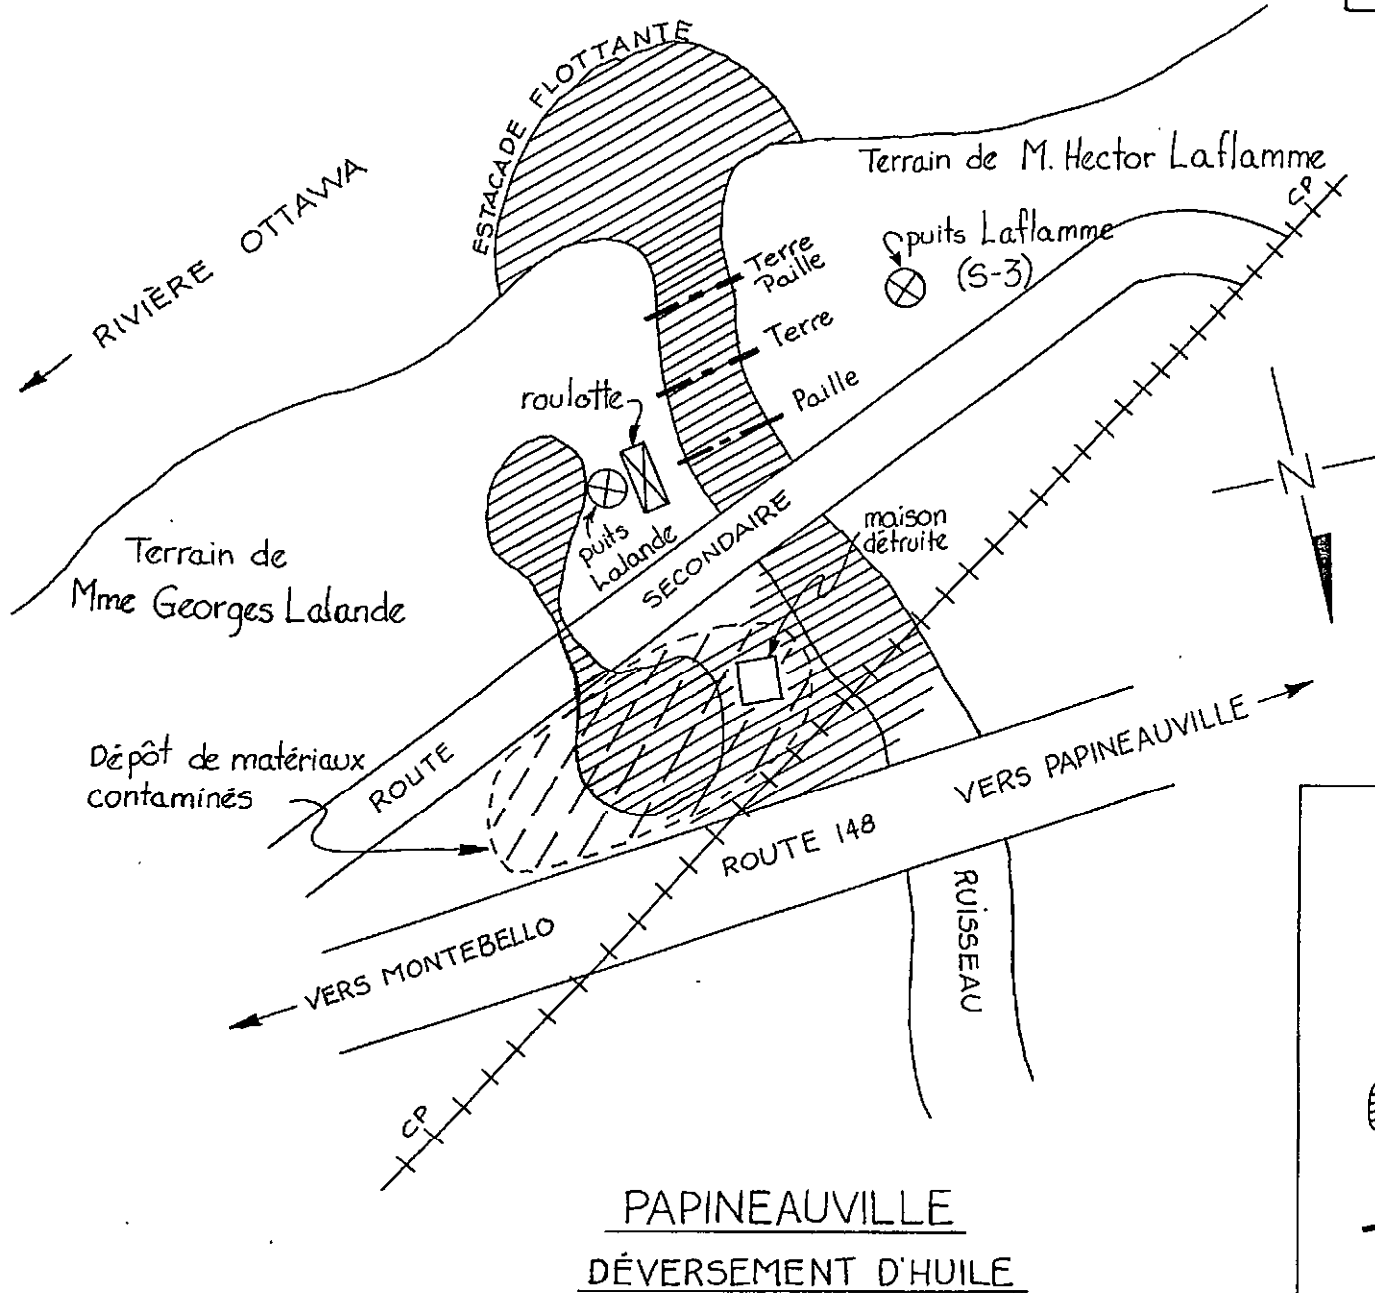 ESTACADE FLOTTANTE
RIVIÈRE OTTAWA
Terrain de M. Hector Laflamme
CP
puits Laflamme
(S-3)
Terre
Paille
Terre
Paille
roulotte
puits
Lalande
maison
détruite
N
Terrain de
Mme Georges Lalande
ROUTE SECONDAIRE
Dépôt de matériaux
contaminés
VERS PAPINEAUVILLE
ROUTE 148
VERS MONTEBELLO
RUISSEAU
CP
PAPINEAUVILLE
DÉVERSEMENT D'HUILE